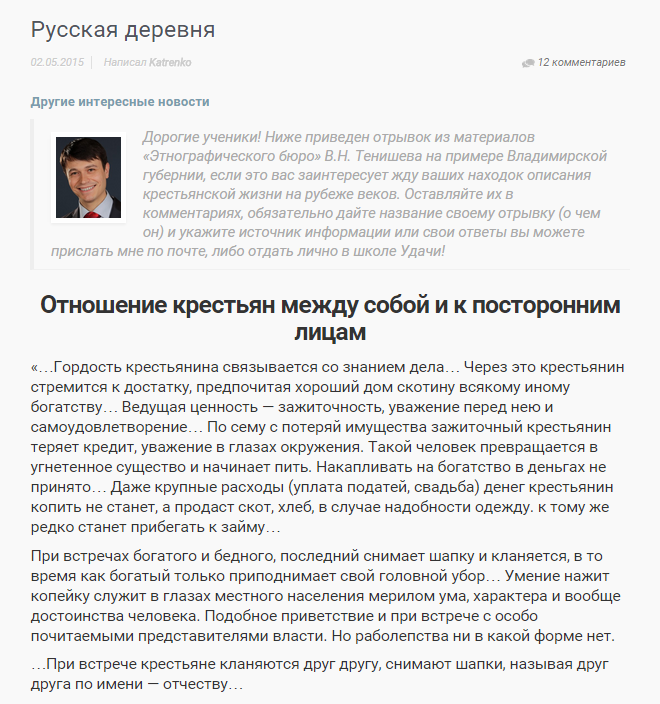 Русская деревня
02.05.2015 Написал Katrenko 12 комментариев
Другие интересные новости
Дорогие ученики! Ниже приведен отрывок из материалов
«Этнографического бюро» В.Н. Тенишева на примере Владимирской
губернии, если это вас заинтересует жду ваших находок описания
крестьянской жизни на рубеже веков. Оставляйте их в
комментариях, обязательно дайте название своему отрывку (о чем
он) и укажите источник информации или свои ответы вы можете
прислать мне по почте, либо отдать лично в школе Удачи!
Отношение крестьян между собой и к посторонним
лицам
«…Гордость крестьянина связывается со знанием дела… Через это крестьянин
стремится к достатку, предпочитая хороший дом скотину всякому иному
богатству… Ведущая ценность — зажиточность, уважение перед нею и
самоудовлетворение… По сему с потеряй имущества зажиточный крестьянин
теряет кредит, уважение в глазах окружения. Такой человек превращается в
угнетенное существо и начинает пить. Накапливать на богатство в деньгах не
принято… Даже крупные расходы (уплата податей, свадьба) денег крестьянин
копить не станет, а продаст скот, хлеб, в случае надобности одежду. к тому же
редко станет прибегать к займу…
При встречах богатого и бедного, последний снимает шапку и кланяется, в то
время как богатый только приподнимает свой головной убор… Умение нажит
копейку служит в глазах местного населения мерилом ума, характера и вообще
достоинства человека. Подобное приветствие и при встрече с особо
почитаемыми представителями власти. Но раболепства ни в какой форме нет.
…При встрече крестьяне кланяются друг другу, снимают шапки, называя друг
друга по имени — отчеству…